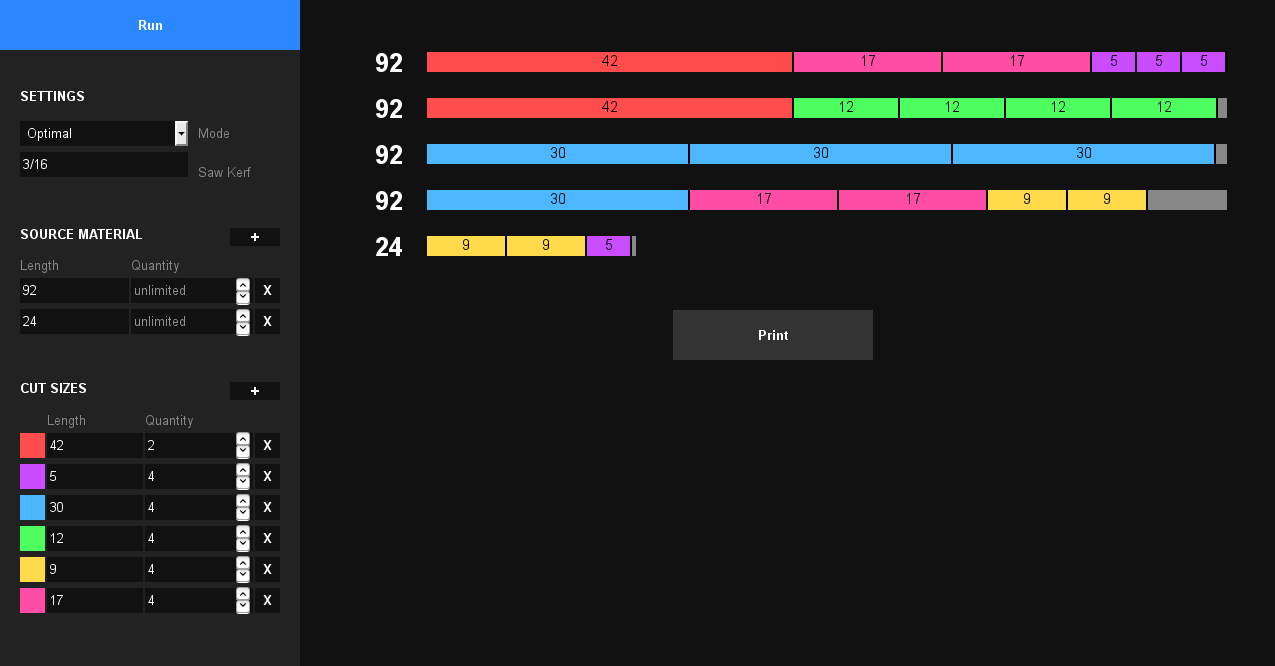 Run
SETTINGS
Optimal Mode
3/16 Saw Kerf
SOURCE MATERIAL +
Length Quantity
92 unlimited X
24 unlimited X
CUT SIZES +
Length Quantity
42 2 X
5 4 X
30 4 X
12 4 X
9 4 X
17 4 X
92 42 17 17 5 5 5
92 42 12 12 12 12
92 30 30 30
92 30 17 17 9 9
24 9 9 5
Print